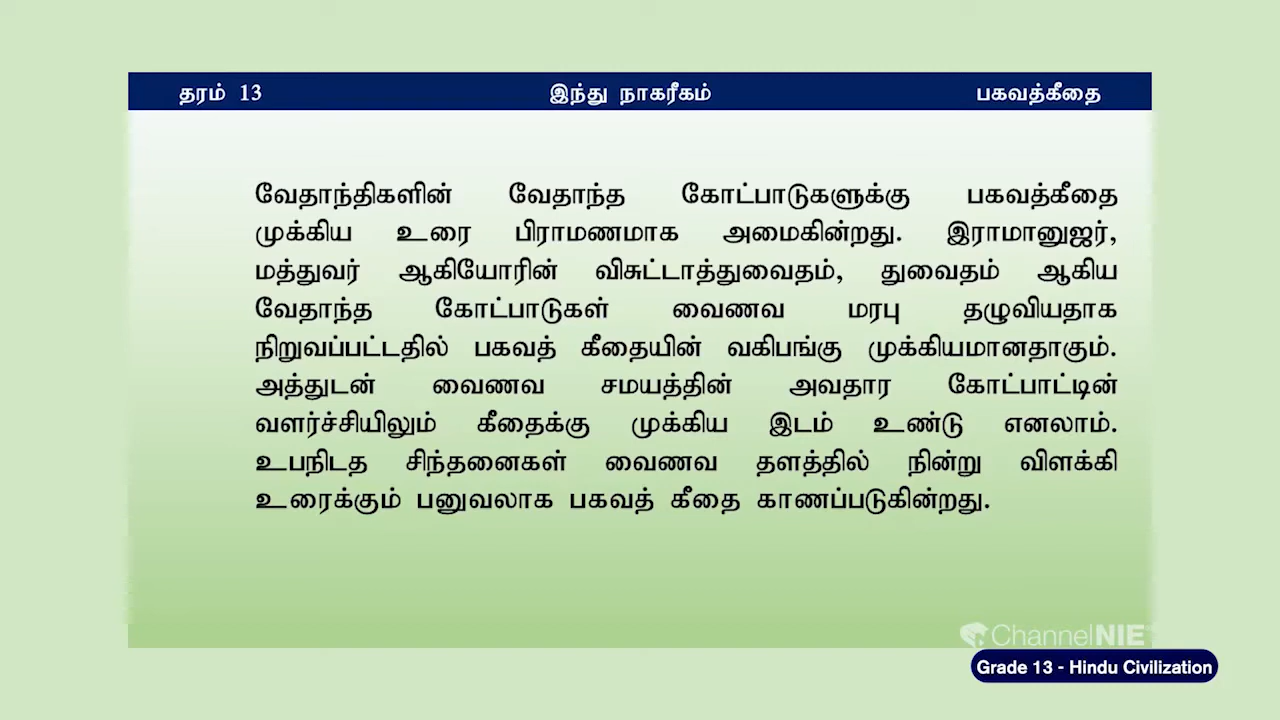 தரம் 13 இந்து நாகரீகம் பகவத்கீதை
வேதாந்திகளின் வேதாந்த கோட்பாடுகளுக்கு பகவத்கீதை
முக்கிய உரை பிராமணமாக அமைகின்றது. இராமானுஜர்,
மத்துவர் ஆகியோரின் விசுட்டாத்துவைதம், துவைதம் ஆகிய
வேதாந்த கோட்பாடுகள் வைணவ மரபு தழுவியதாக
நிறுவப்பட்டதில் பகவத் கீதையின் வகிபங்கு முக்கியமானதாகும்.
அத்துடன் வைணவ சமயத்தின் அவதார கோட்பாட்டின்
வளர்ச்சியிலும் கீதைக்கு முக்கிய இடம் உண்டு எனலாம்.
உபநிடத சிந்தனைகள் வைணவ தளத்தில் நின்று விளக்கி
உரைக்கும் பனுவலாக பகவத் கீதை காணப்படுகின்றது.
ChannelNIE
Grade 13 - Hindu Civilization